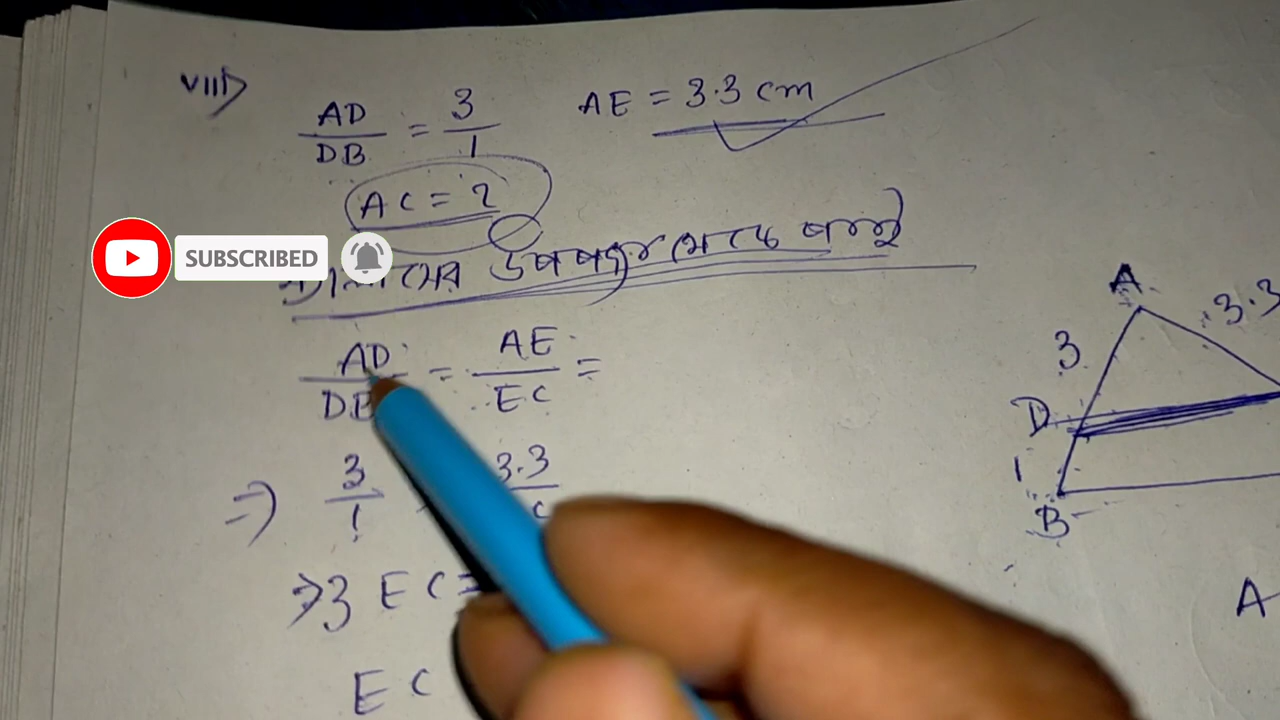 VIII)
AD/DB = 3/1 AE = 3.3 cm
AC = ?
SUBSCRIBED
উপপাদ্য থেকে পাই
AD/DB = AE/EC =
⇒ 3/1 3.3
⇒ 3 EC =
EC
A
3.3
3
D
1
B
A